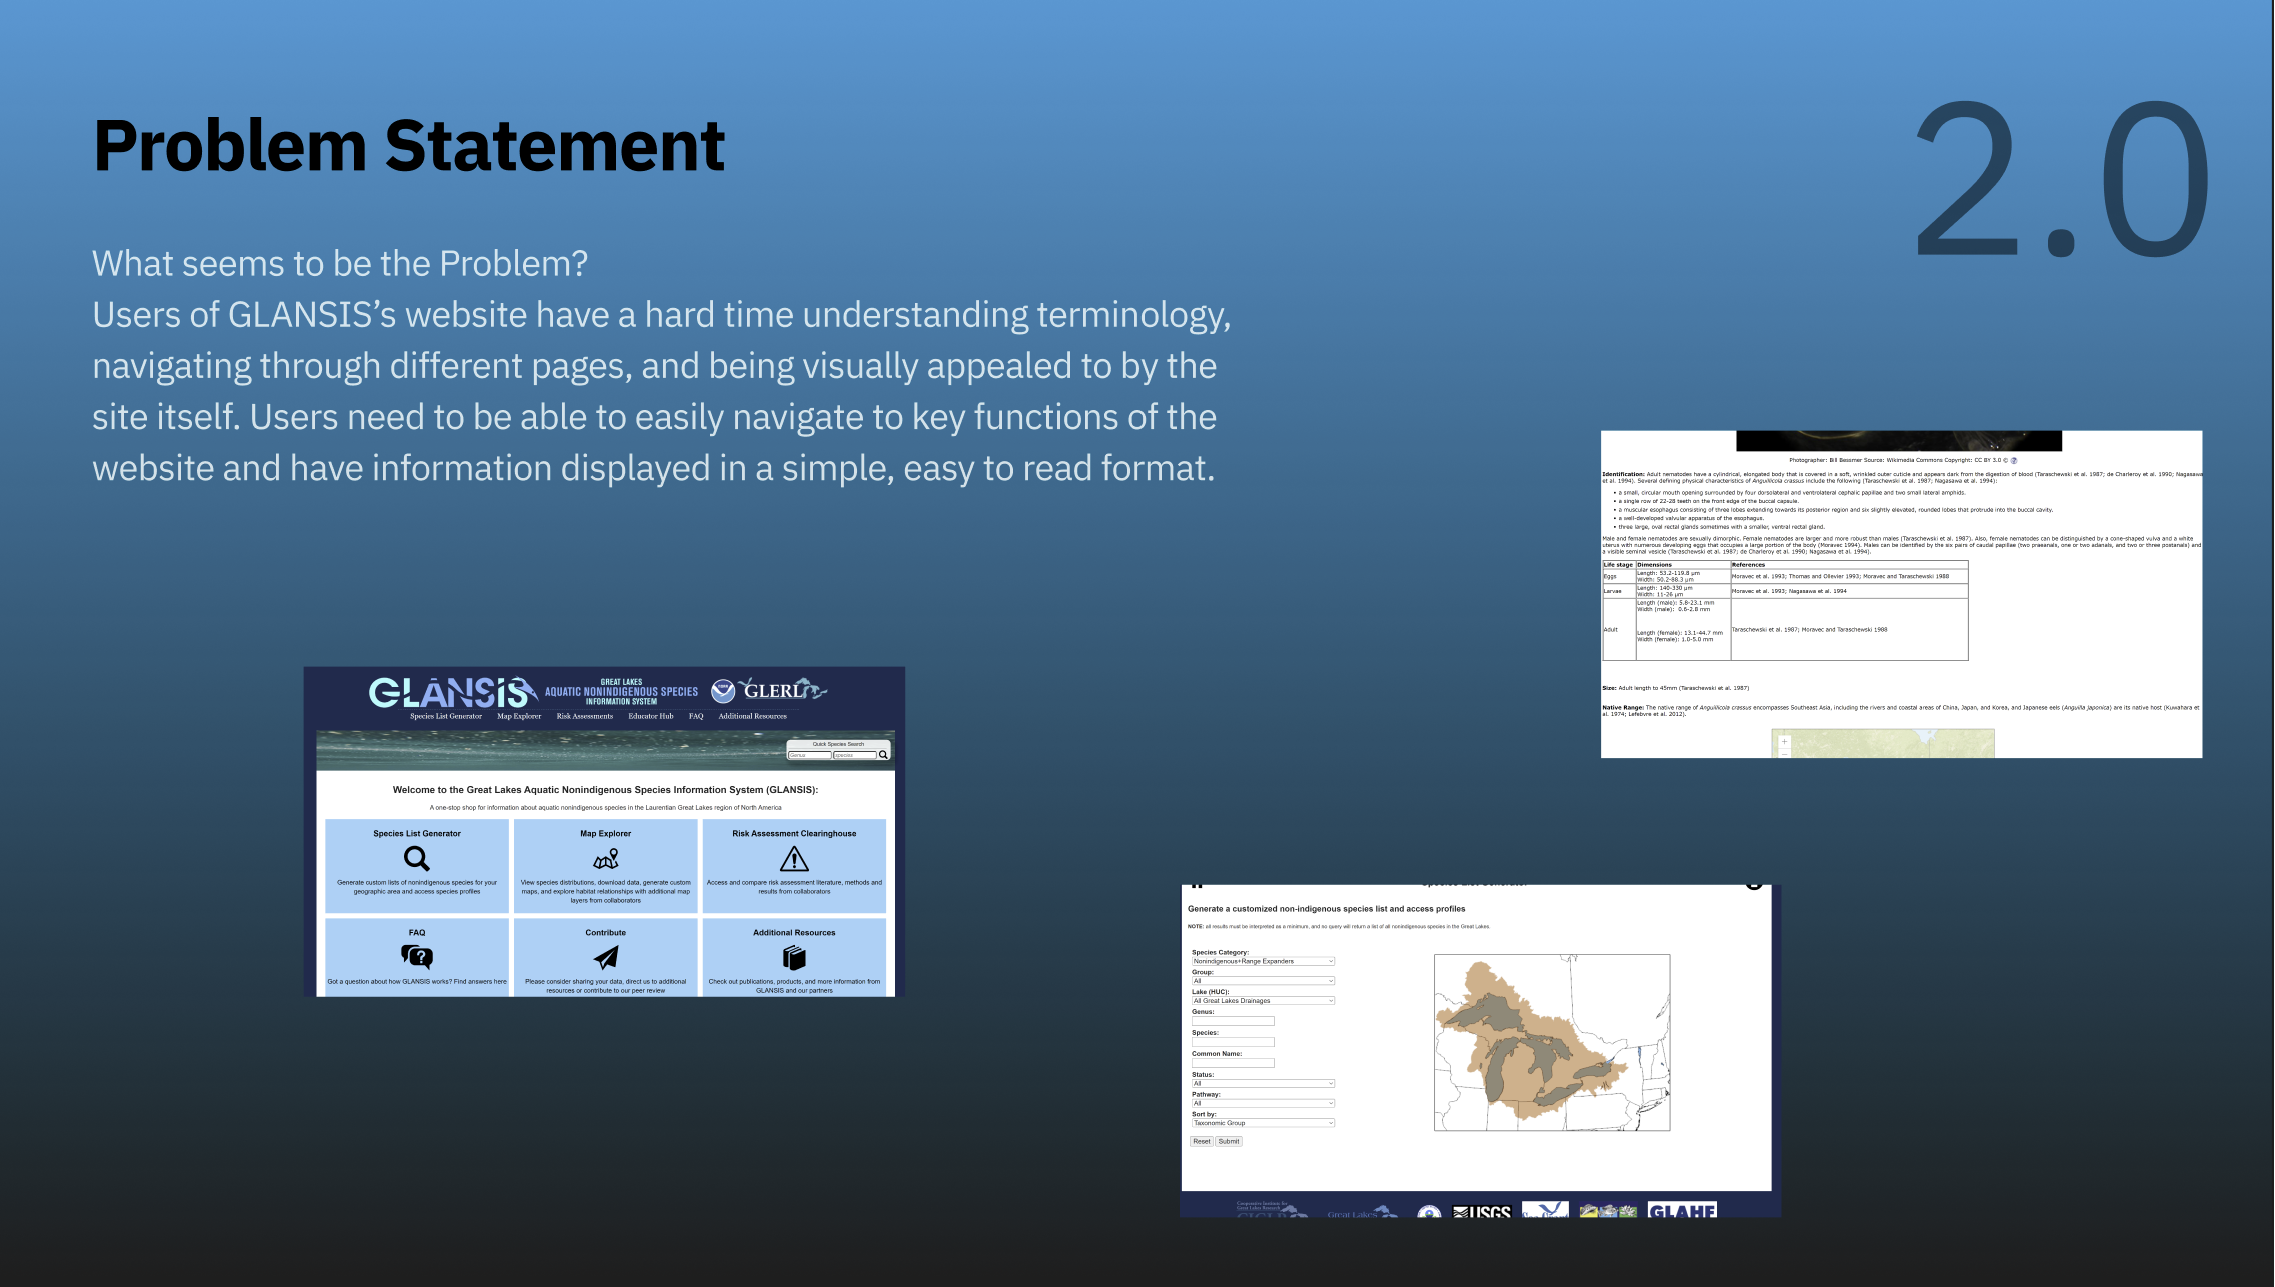 Problem Statement
2.0
What seems to be the Problem?
Users of GLANSIS’s website have a hard time understanding terminology,
navigating through different pages, and being visually appealed to by the
site itself. Users need to be able to easily navigate to key functions of the
website and have information displayed in a simple, easy to read format.
Photographer: Bill Bessmer Source: Wikimedia Commons Copyright: CC BY 3.0 ©
Identification: Adult nematodes have a cylindrical, elongated body that is covered in a soft, wrinkled outer cuticle and appears dark from the digestion of blood (Taraschewski et al. 1987; de Charleroy et al. 1990; Nagasawa
et al. 1994). Several defining physical characteristics of Anguillicola crassus include the following (Taraschewski et al. 1987; Nagasawa et al. 1994):
• a small, circular mouth opening surrounded by four dorsolateral and ventrolateral cephalic papillae and two small lateral amphids.
• a single row of 22-28 teeth on the front edge of the buccal capsule.
• a muscular esophagus consisting of three lobes extending towards its posterior region and six slightly elevated, rounded lobes that protrude into the buccal cavity.
• a well-developed valvular apparatus of the esophagus.
• three large, oval rectal glands sometimes with a smaller, ventral rectal gland.
Male and female nematodes are sexually dimorphic. Female nematodes are larger and more robust than males (Taraschewski et al. 1987). Also, female nematodes can be distinguished by a cone-shaped vulva and a white
uterus with numerous developing eggs that occupies a large portion of the body (Moravec 1994). Males can be identified by the six pairs of caudal papillae (two preanals, one or two adanals, and two or three postanals) and
a visible seminal vesicle (Taraschewski et al. 1987; de Charleroy et al. 1990; Nagasawa et al. 1994).
Life stage Dimensions References
Eggs Length: 53.2-119.8 µm Moravec et al. 1993; Thomas and Ollevier 1993; Moravec and Taraschewski 1988
Width: 50.2-88.3 µm
Larvae Length: 140-330 µm Moravec et al. 1993; Nagasawa et al. 1994
Width: 11-26 µm
Adult Length (male): 5.8-23.1 mm
Width (male): 0.6-2.8 mm
Taraschewski et al. 1987; Moravec and Taraschewski 1988
Length (female): 13.1-44.7 mm
Width (female): 1.0-5.0 mm
Size: Adult length to 45mm (Taraschewski et al. 1987)
Native Range: The native range of Anguillicola crassus encompasses Southeast Asia, including the rivers and coastal areas of China, Japan, and Korea, and Japanese eels (Anguilla japonica) are its native host (Kuwahara et
al. 1974; Lefebvre et al. 2012).
+
−
GLANSIS
GREAT LAKES
AQUATIC NONINDIGENOUS SPECIES
INFORMATION SYSTEM
NOAA
GLERL
Species List Generator Map Explorer Risk Assessments Educator Hub FAQ Additional Resources
Quick Species Search
Genus species
Welcome to the Great Lakes Aquatic Nonindigenous Species Information System (GLANSIS):
A one-stop shop for information about aquatic nonindigenous species in the Laurentian Great Lakes region of North America
Species List Generator
Generate custom lists of nonindigenous species for your
geographic area and access species profiles
Map Explorer
View species distributions, download data, generate custom
maps, and explore habitat relationships with additional map
layers from collaborators
Risk Assessment Clearinghouse
Access and compare risk assessment literature, methods and
results from collaborators
FAQ
Got a question about how GLANSIS works? Find answers here
Contribute
Please consider sharing your data, direct us to additional
resources or contribute to our peer review
Additional Resources
Check out publications, products, and more information from
GLANSIS and our partners
Species List Generator
Generate a customized non-indigenous species list and access profiles
NOTE: all results must be interpreted as a minimum, and no query will return a list of all nonindigenous species in the Great Lakes.
Species Category:
Nonindigenous+Range Expanders
Group:
All
Lake (HUC):
All Great Lakes Drainages
Genus:
Species:
Common Name:
Status:
All
Pathway:
All
Sort by:
Taxonomic Group
Reset Submit
Cooperative Institute for
Great Lakes Research
CIGLR
Great Lakes
USGS
GLAHF